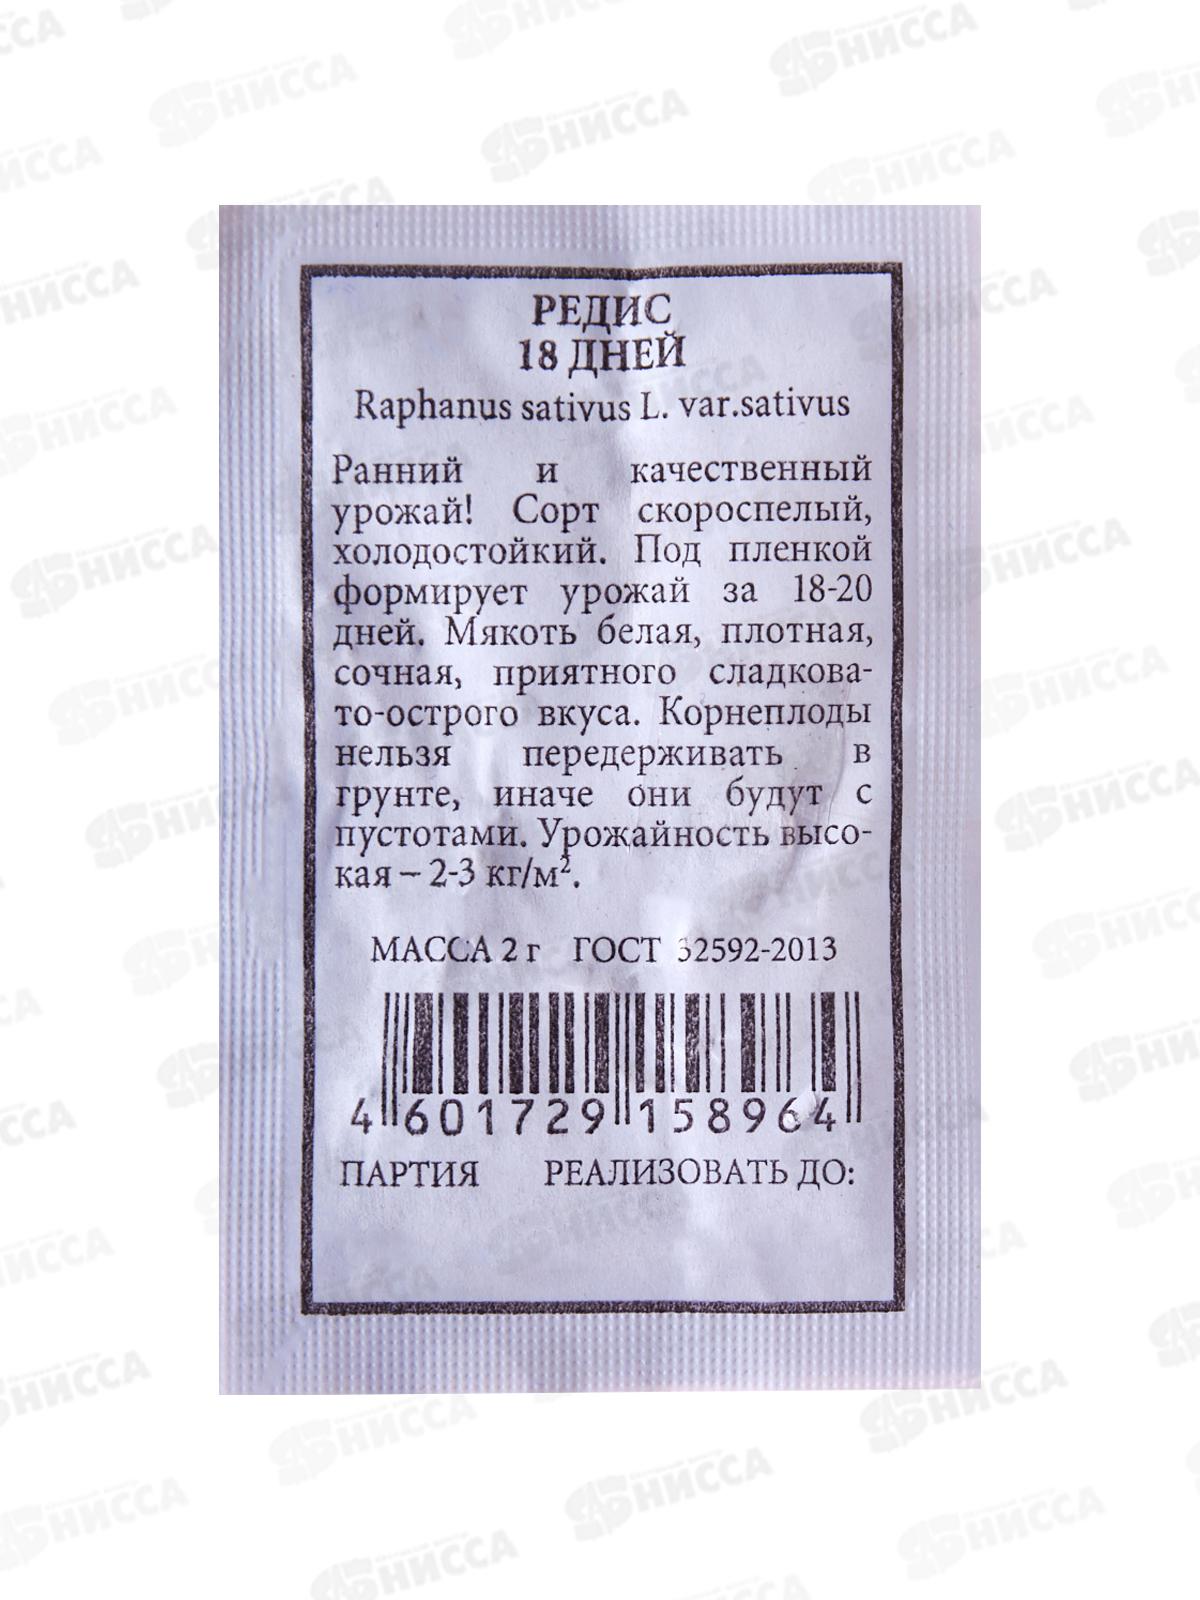 РЕДИС
18 ДНЕЙ
Raphanus sativus L. var.sativus
Ранний и качественный
урожай! Сорт скороспелый,
холодостойкий. Под пленкой
формирует урожай за 18-20
дней. Мякоть белая, плотная,
сочная, приятного сладкова-
то-острого вкуса. Корнеплоды
нельзя передерживать в
грунте, иначе они будут с
пустотами. Урожайность высо-
кая – 2-3 кг/м².
МАССА 2 г ГОСТ 32592-2013
4 601729 158964
ПАРТИЯ РЕАЛИЗОВАТЬ ДО: